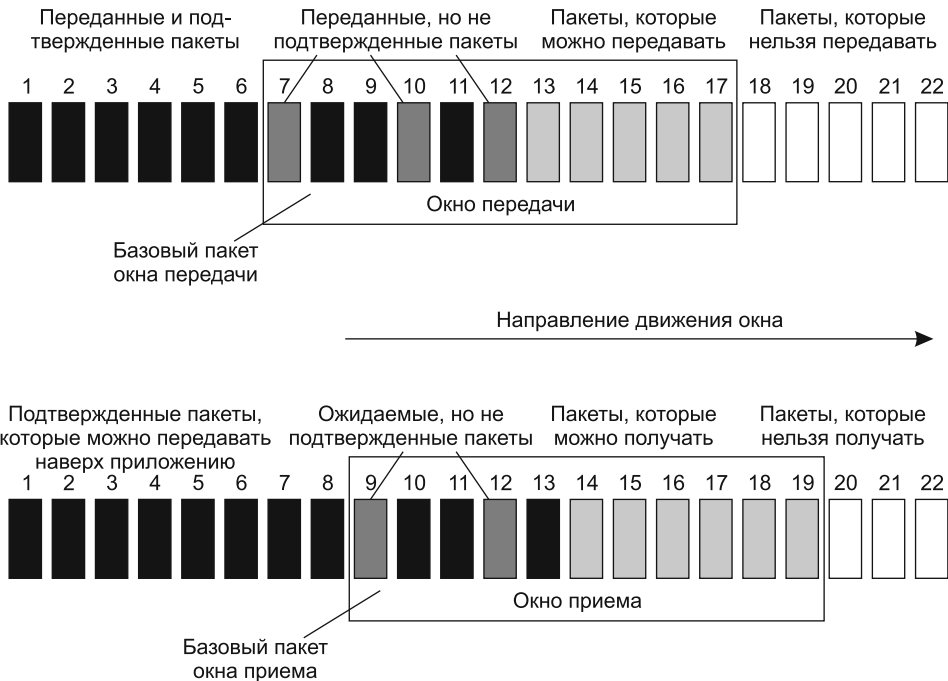 Переданные и под-
твержденные пакеты
Переданные, но не
подтвержденные пакеты
Пакеты, которые
можно передавать
Пакеты, которые
нельзя передавать
1 2 3 4 5 6 7 8 9 10 11 12 13 14 15 16 17 18 19 20 21 22
Окно передачи
Базовый пакет
окна передачи
Направление движения окна
Подтвержденные пакеты,
которые можно передавать
наверх приложению
Ожидаемые, но не
подтвержденные пакеты
Пакеты, которые
можно получать
Пакеты, которые
нельзя получать
1 2 3 4 5 6 7 8 9 10 11 12 13 14 15 16 17 18 19 20 21 22
Окно приема
Базовый пакет
окна приема